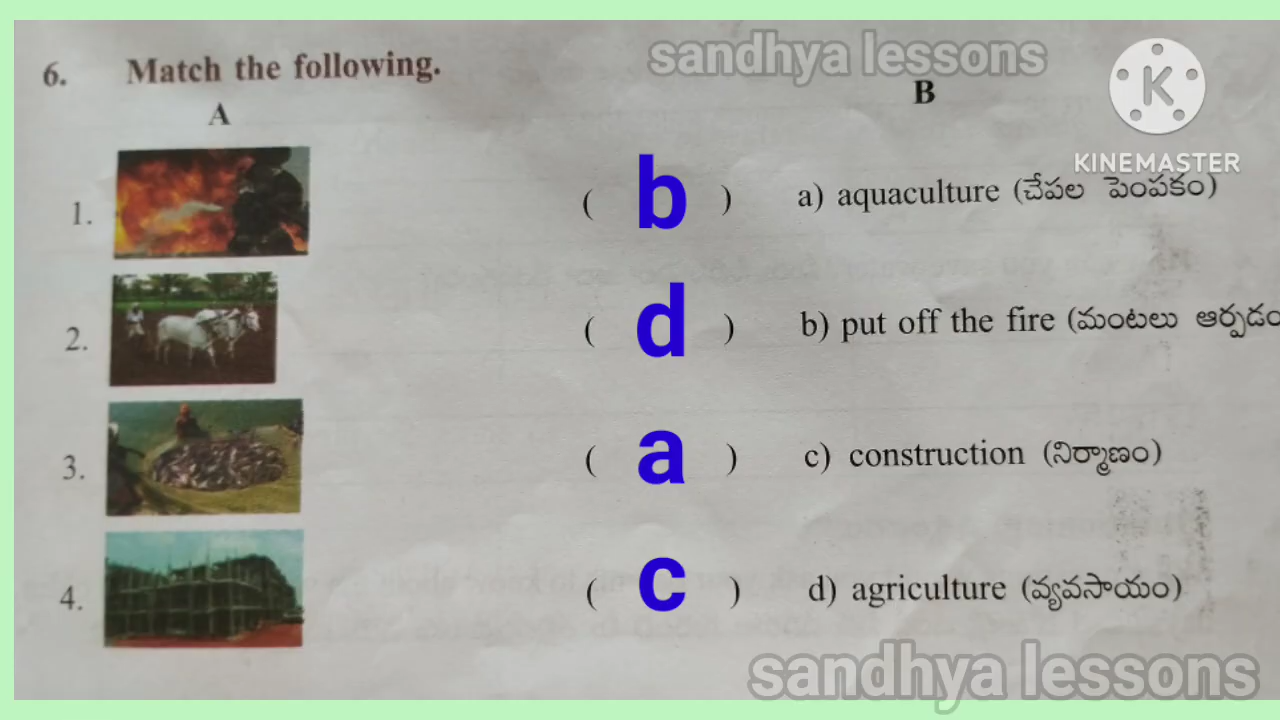 sandhya lessons
6. Match the following.
A
B
K
KINEMASTER
1. ( b ) a) aquaculture (చేపల పెంపకం)
2. ( d ) b) put off the fire (మంటలు ఆర్పడం
3. ( a ) c) construction (నిర్మాణం)
4. ( c ) d) agriculture (వ్యవసాయం)
sandhya lessons